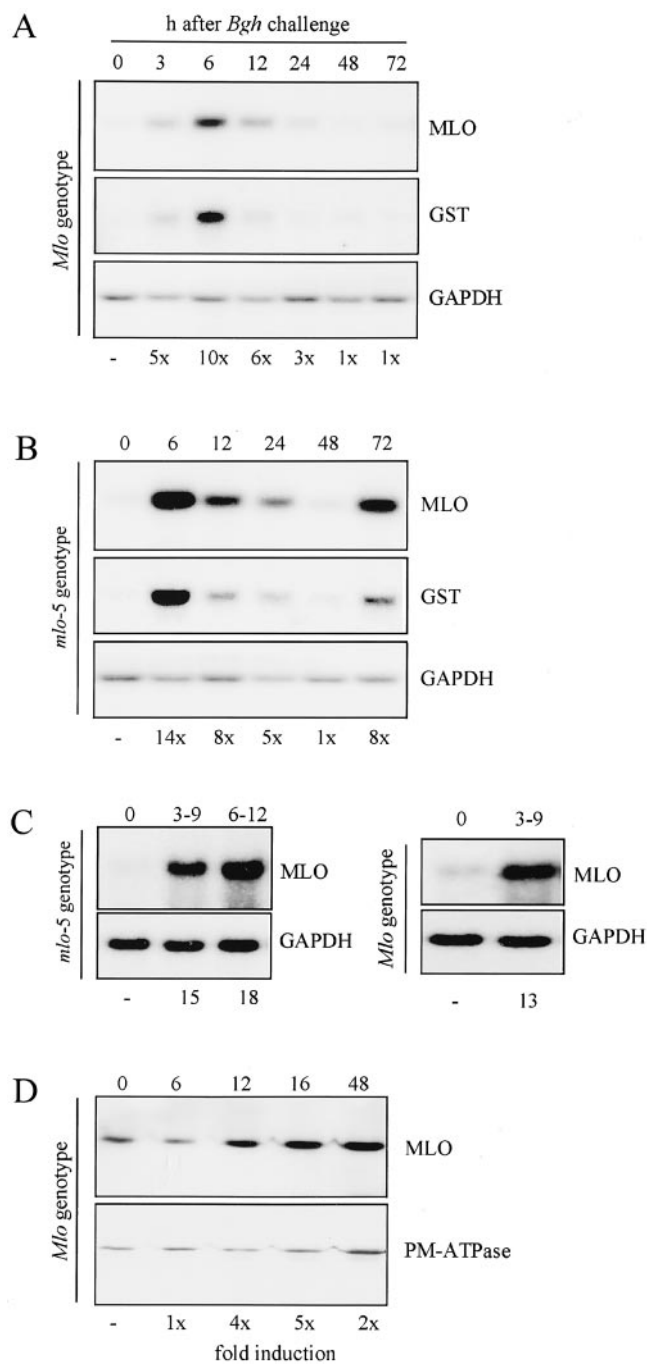 A
h after Bgh challenge
0 3 6 12 24 48 72
Mlo genotype
MLO
GST
GAPDH
- 5x 10x 6x 3x 1x 1x
B
0 6 12 24 48 72
mlo-5 genotype
MLO
GST
GAPDH
- 14x 8x 5x 1x 8x
C
0 3-9 6-12
mlo-5 genotype
MLO
GAPDH
- 15 18
0 3-9
Mlo genotype
MLO
GAPDH
- 13
D
0 6 12 16 48
Mlo genotype
MLO
PM-ATPase
- 1x 4x 5x 2x
fold induction